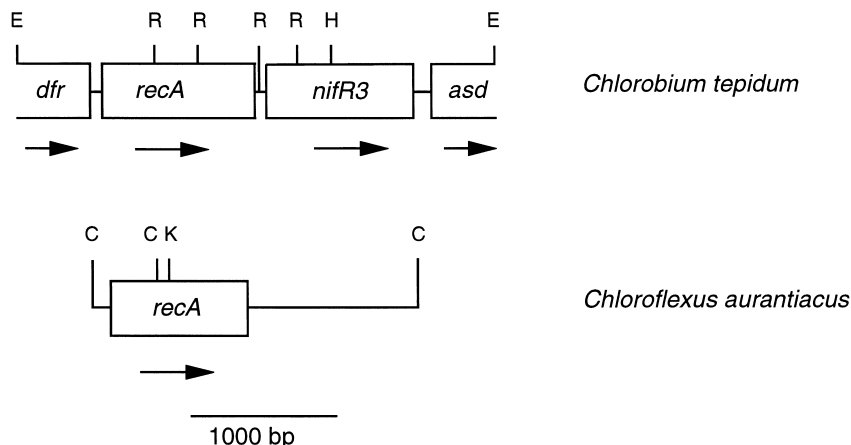 E R R R R H E
dfr recA nifR3 asd Chlorobium tepidum
C C K C
recA Chloroflexus aurantiacus
1000 bp